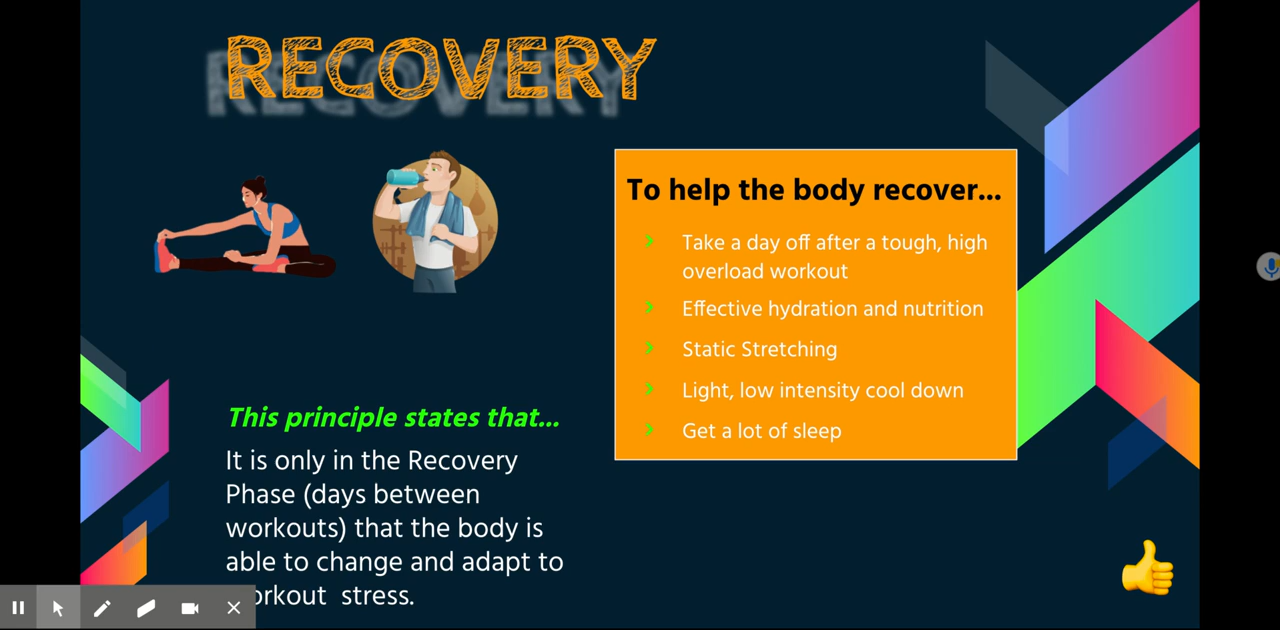 RECOVERY
To help the body recover...
Take a day off after a tough, high
overload workout
Effective hydration and nutrition
Static Stretching
Light, low intensity cool down
Get a lot of sleep
This principle states that...
It is only in the Recovery
Phase (days between
workouts) that the body is
able to change and adapt to
workout stress.